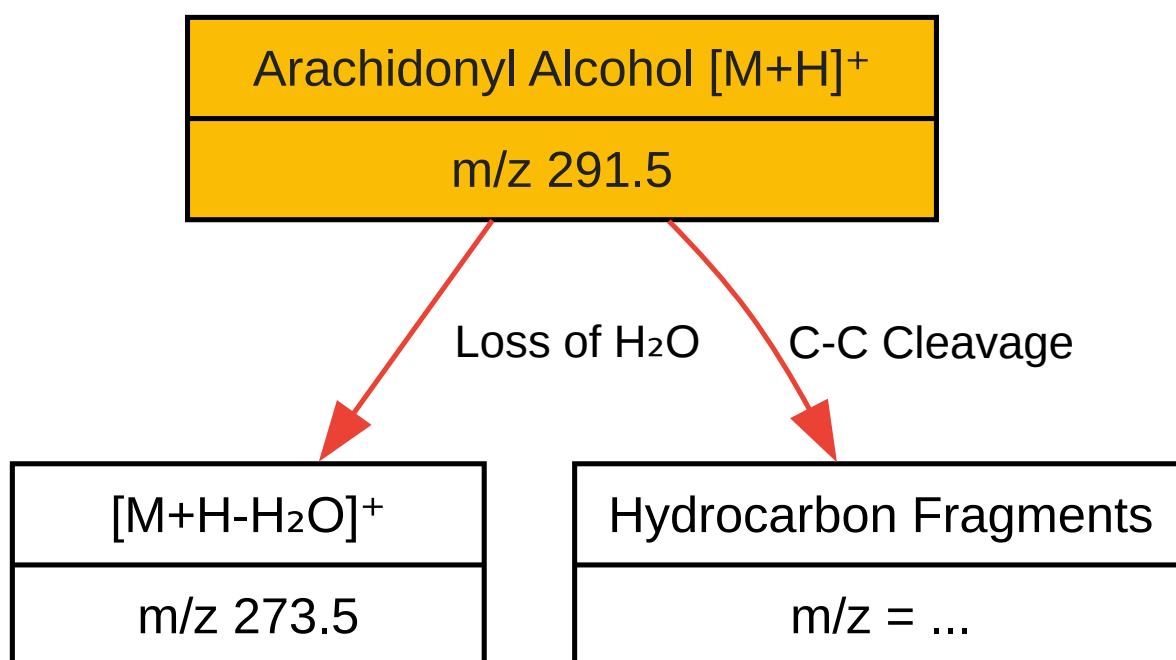 Arachidonyl Alcohol [M+H]⁺
m/z 291.5
Loss of H₂O
C-C Cleavage
[M+H-H₂O]⁺
m/z 273.5
Hydrocarbon Fragments
m/z = ...